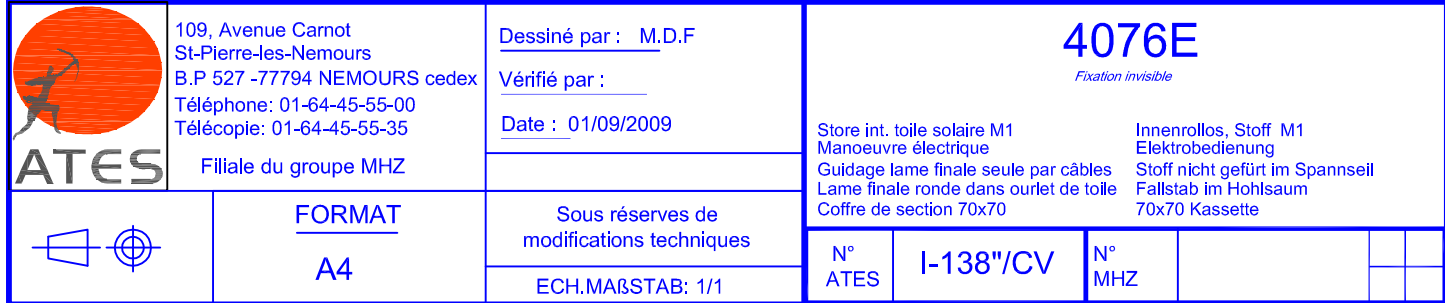 109, Avenue Carnot
St-Pierre-les-Nemours
B.P 527 -77794 NEMOURS cedex
Téléphone: 01-64-45-55-00
Télécopie: 01-64-45-55-35
Filiale du groupe MHZ
ATES
Dessiné par : M.D.F
Vérifié par :
Date : 01/09/2009
4076E
Fixation invisible
Store int. toile solaire M1
Manoeuvre électrique
Guidage lame finale seule par câbles
Lame finale ronde dans ourlet de toile
Coffre de section 70x70
Innenrollos, Stoff M1
Elektrobedienung
Stoff nicht gefürt im Spannseil
Fallstab im Hohlsaum
70x70 Kassette
FORMAT
A4
Sous réserves de
modifications techniques
ECH.MAßSTAB: 1/1
N°
ATES
I-138"/CV
N°
MHZ